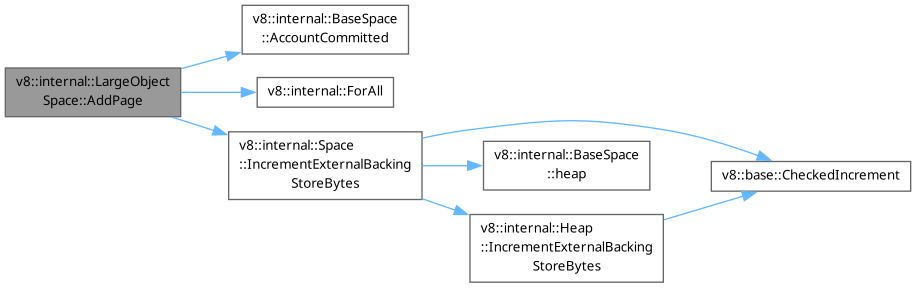 v8::internal::BaseSpace
::AccountCommitted
v8::internal::LargeObject
Space::AddPage
v8::internal::ForAll
v8::internal::Space
::IncrementExternalBacking
StoreBytes
v8::internal::BaseSpace
::heap
v8::base::CheckedIncrement
v8::internal::Heap
::IncrementExternalBacking
StoreBytes